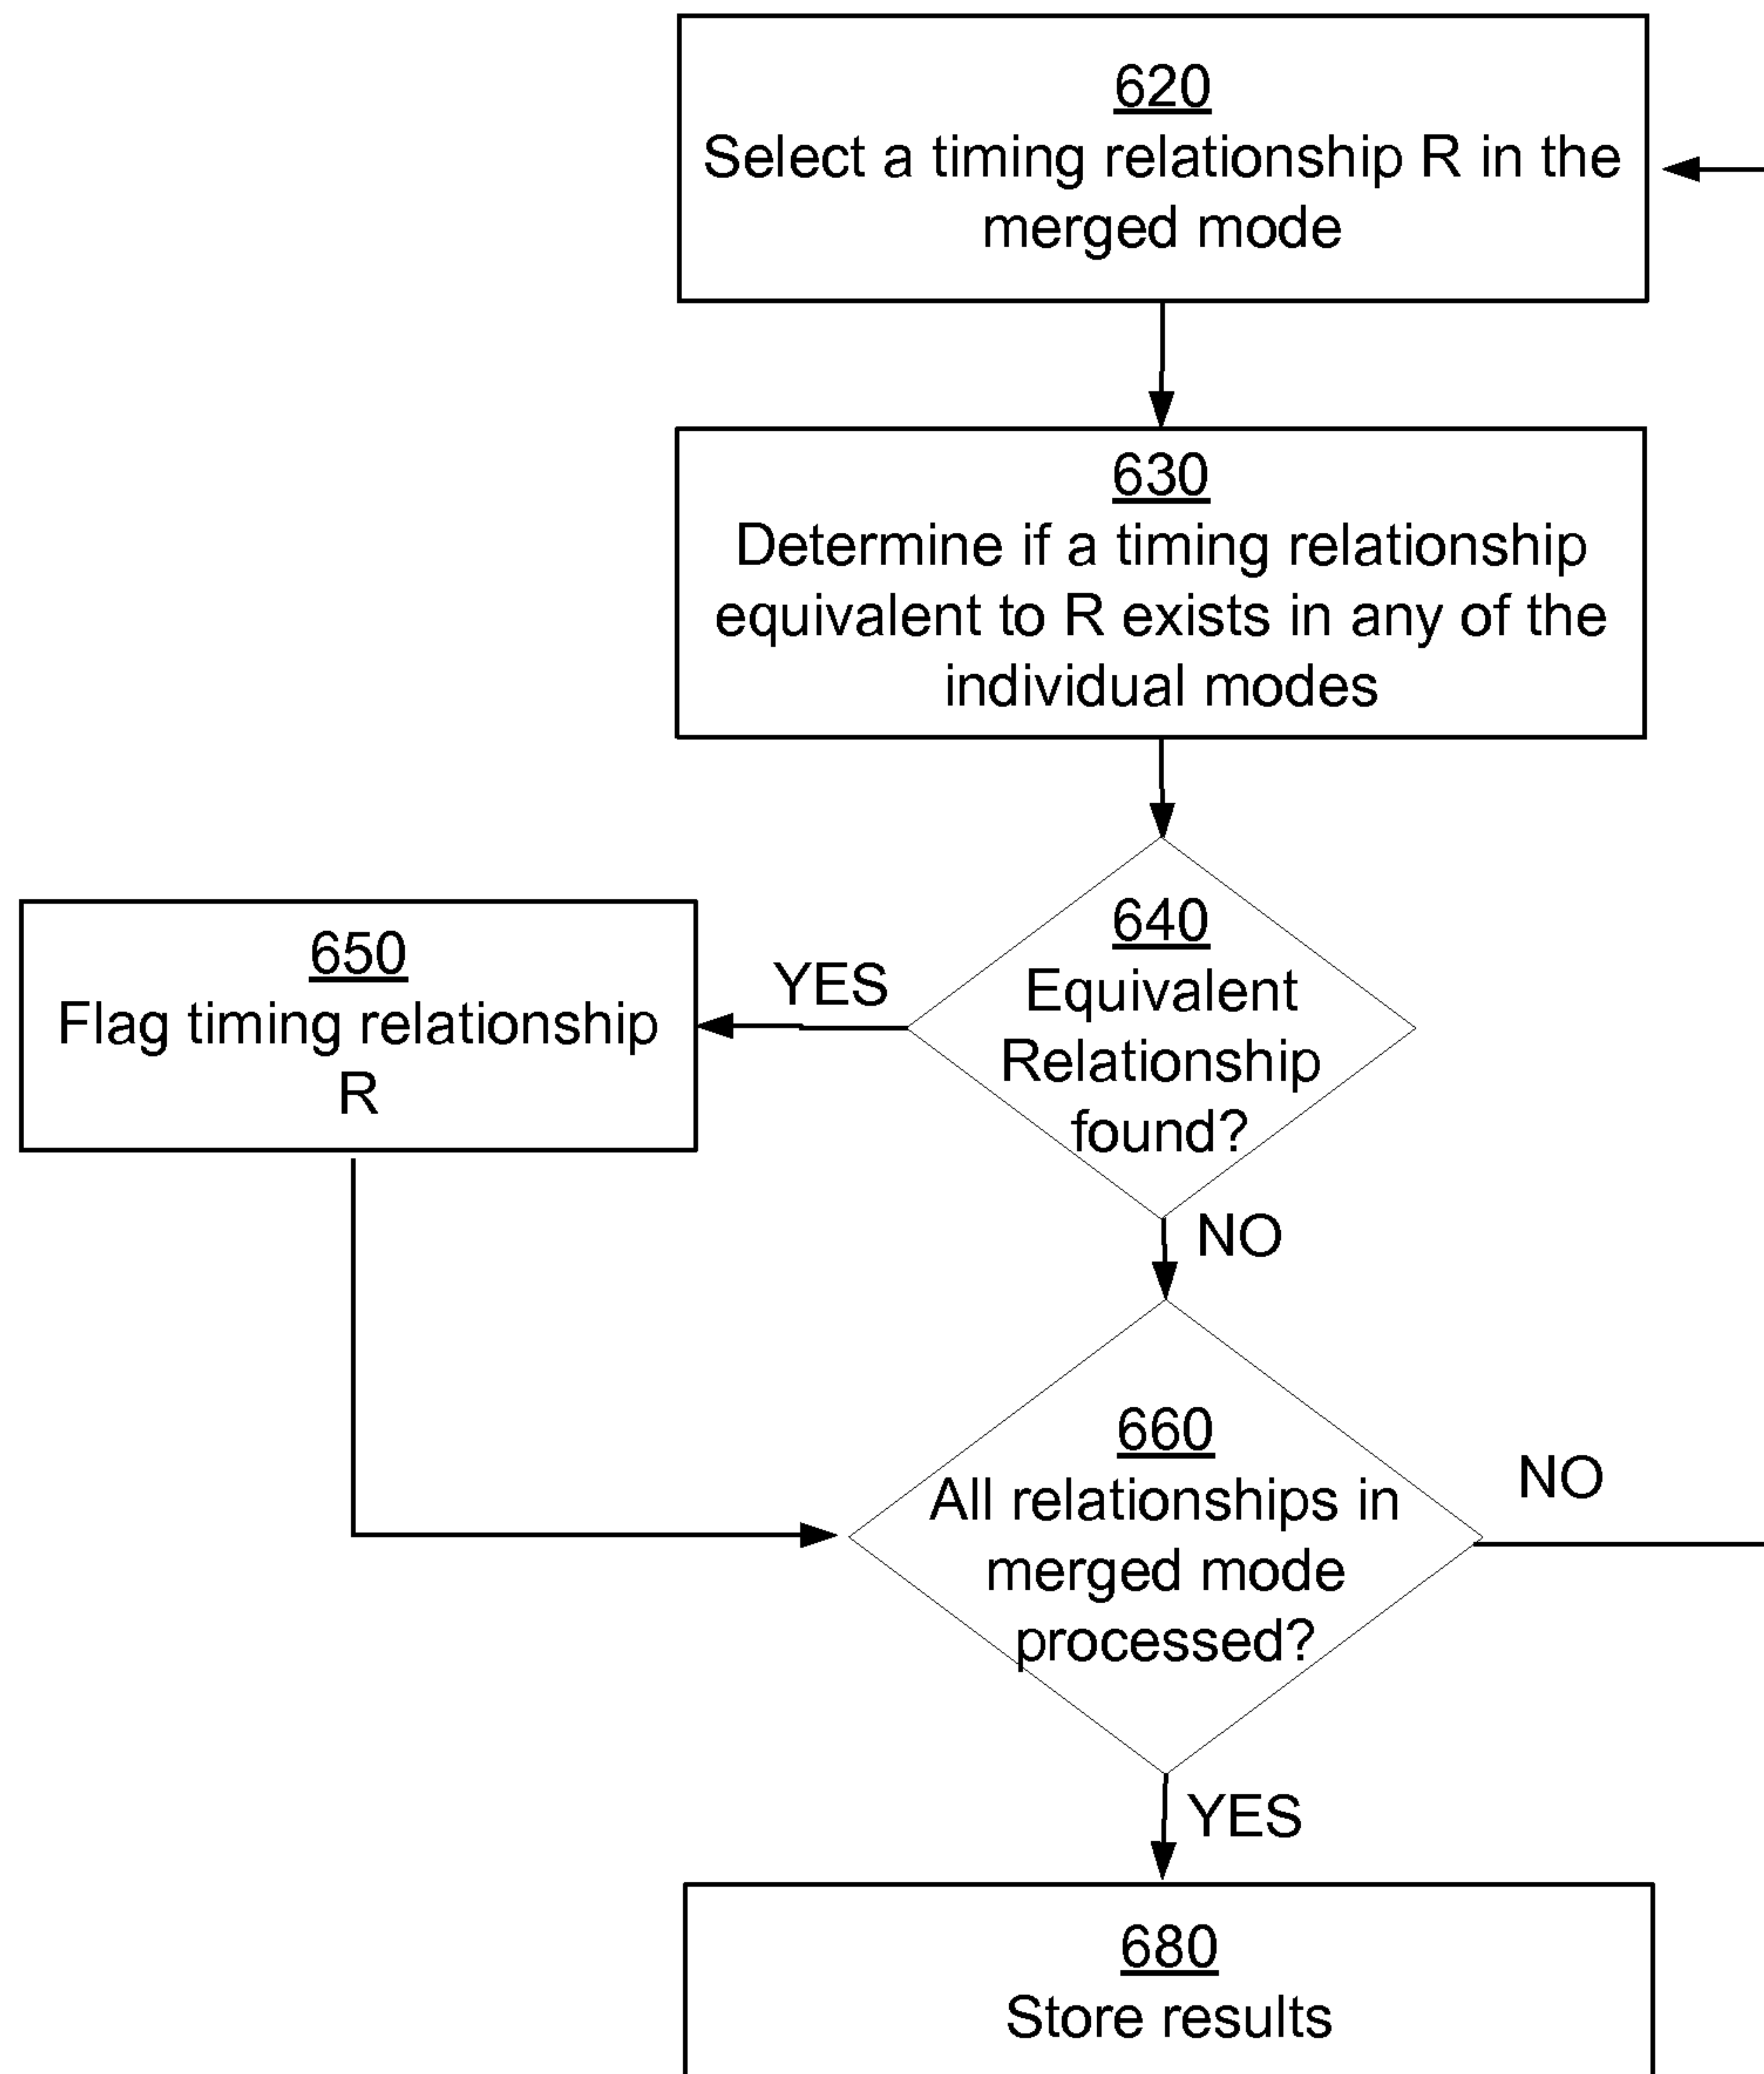 620
Select a timing relationship R in the
merged mode
630
Determine if a timing relationship
equivalent to R exists in any of the
individual modes
640
Equivalent
Relationship
found?
YES
650
Flag timing relationship
R
NO
660
All relationships in
merged mode
processed?
NO
YES
680
Store results